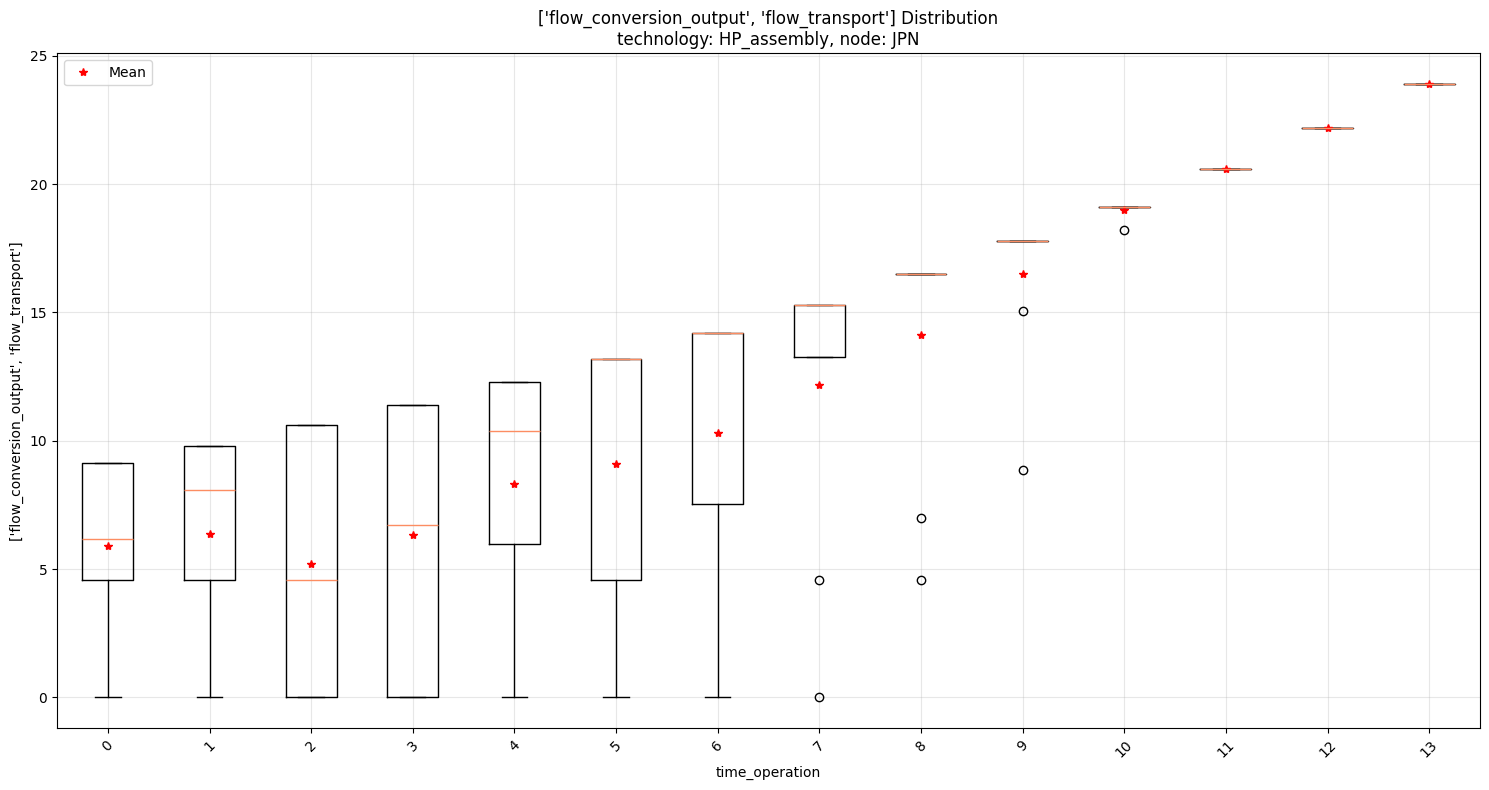 ['flow_conversion_output', 'flow_transport'] Distribution
technology: HP_assembly, node: JPN
Mean
['flow_conversion_output', 'flow_transport']
25
20
15
10
5
0
0 1 2 3 4 5 6 7 8 9 10 11 12 13
time_operation